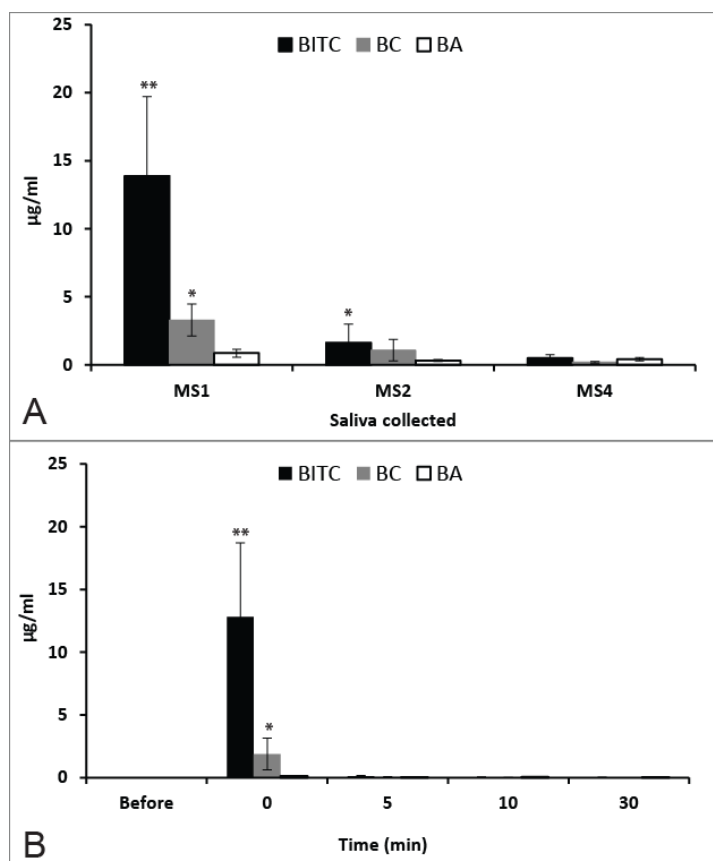 25
BITC BC BA
**
20
15
µg/ml
10
*
5
*
0
MS1 MS2 MS4
A
Saliva collected
25
BITC BC BA
20
**
15
µg/ml
10
5
*
0
Before 0 5 10 30
B
Time (min)